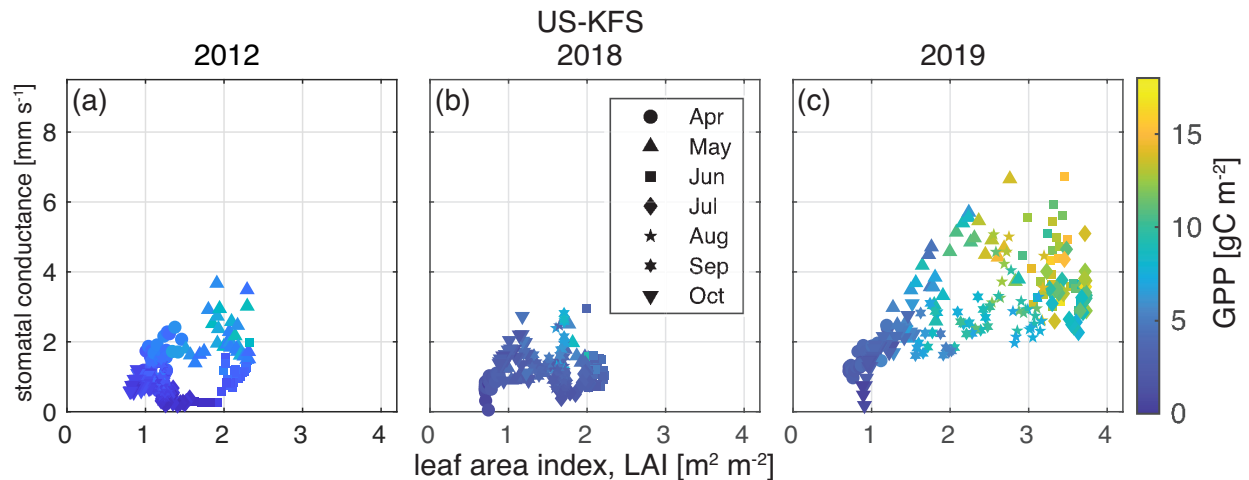 US-KFS
2012
2018
2019
(a)
(b)
(c)
stomatal conductance [mm s⁻¹]
8
6
4
2
0
Apr
May
Jun
Jul
Aug
Sep
Oct
0 1 2 3 4
0 1 2 3 4
0 1 2 3 4
leaf area index, LAI [m² m⁻²]
15
10
5
0
GPP [gC m⁻²]